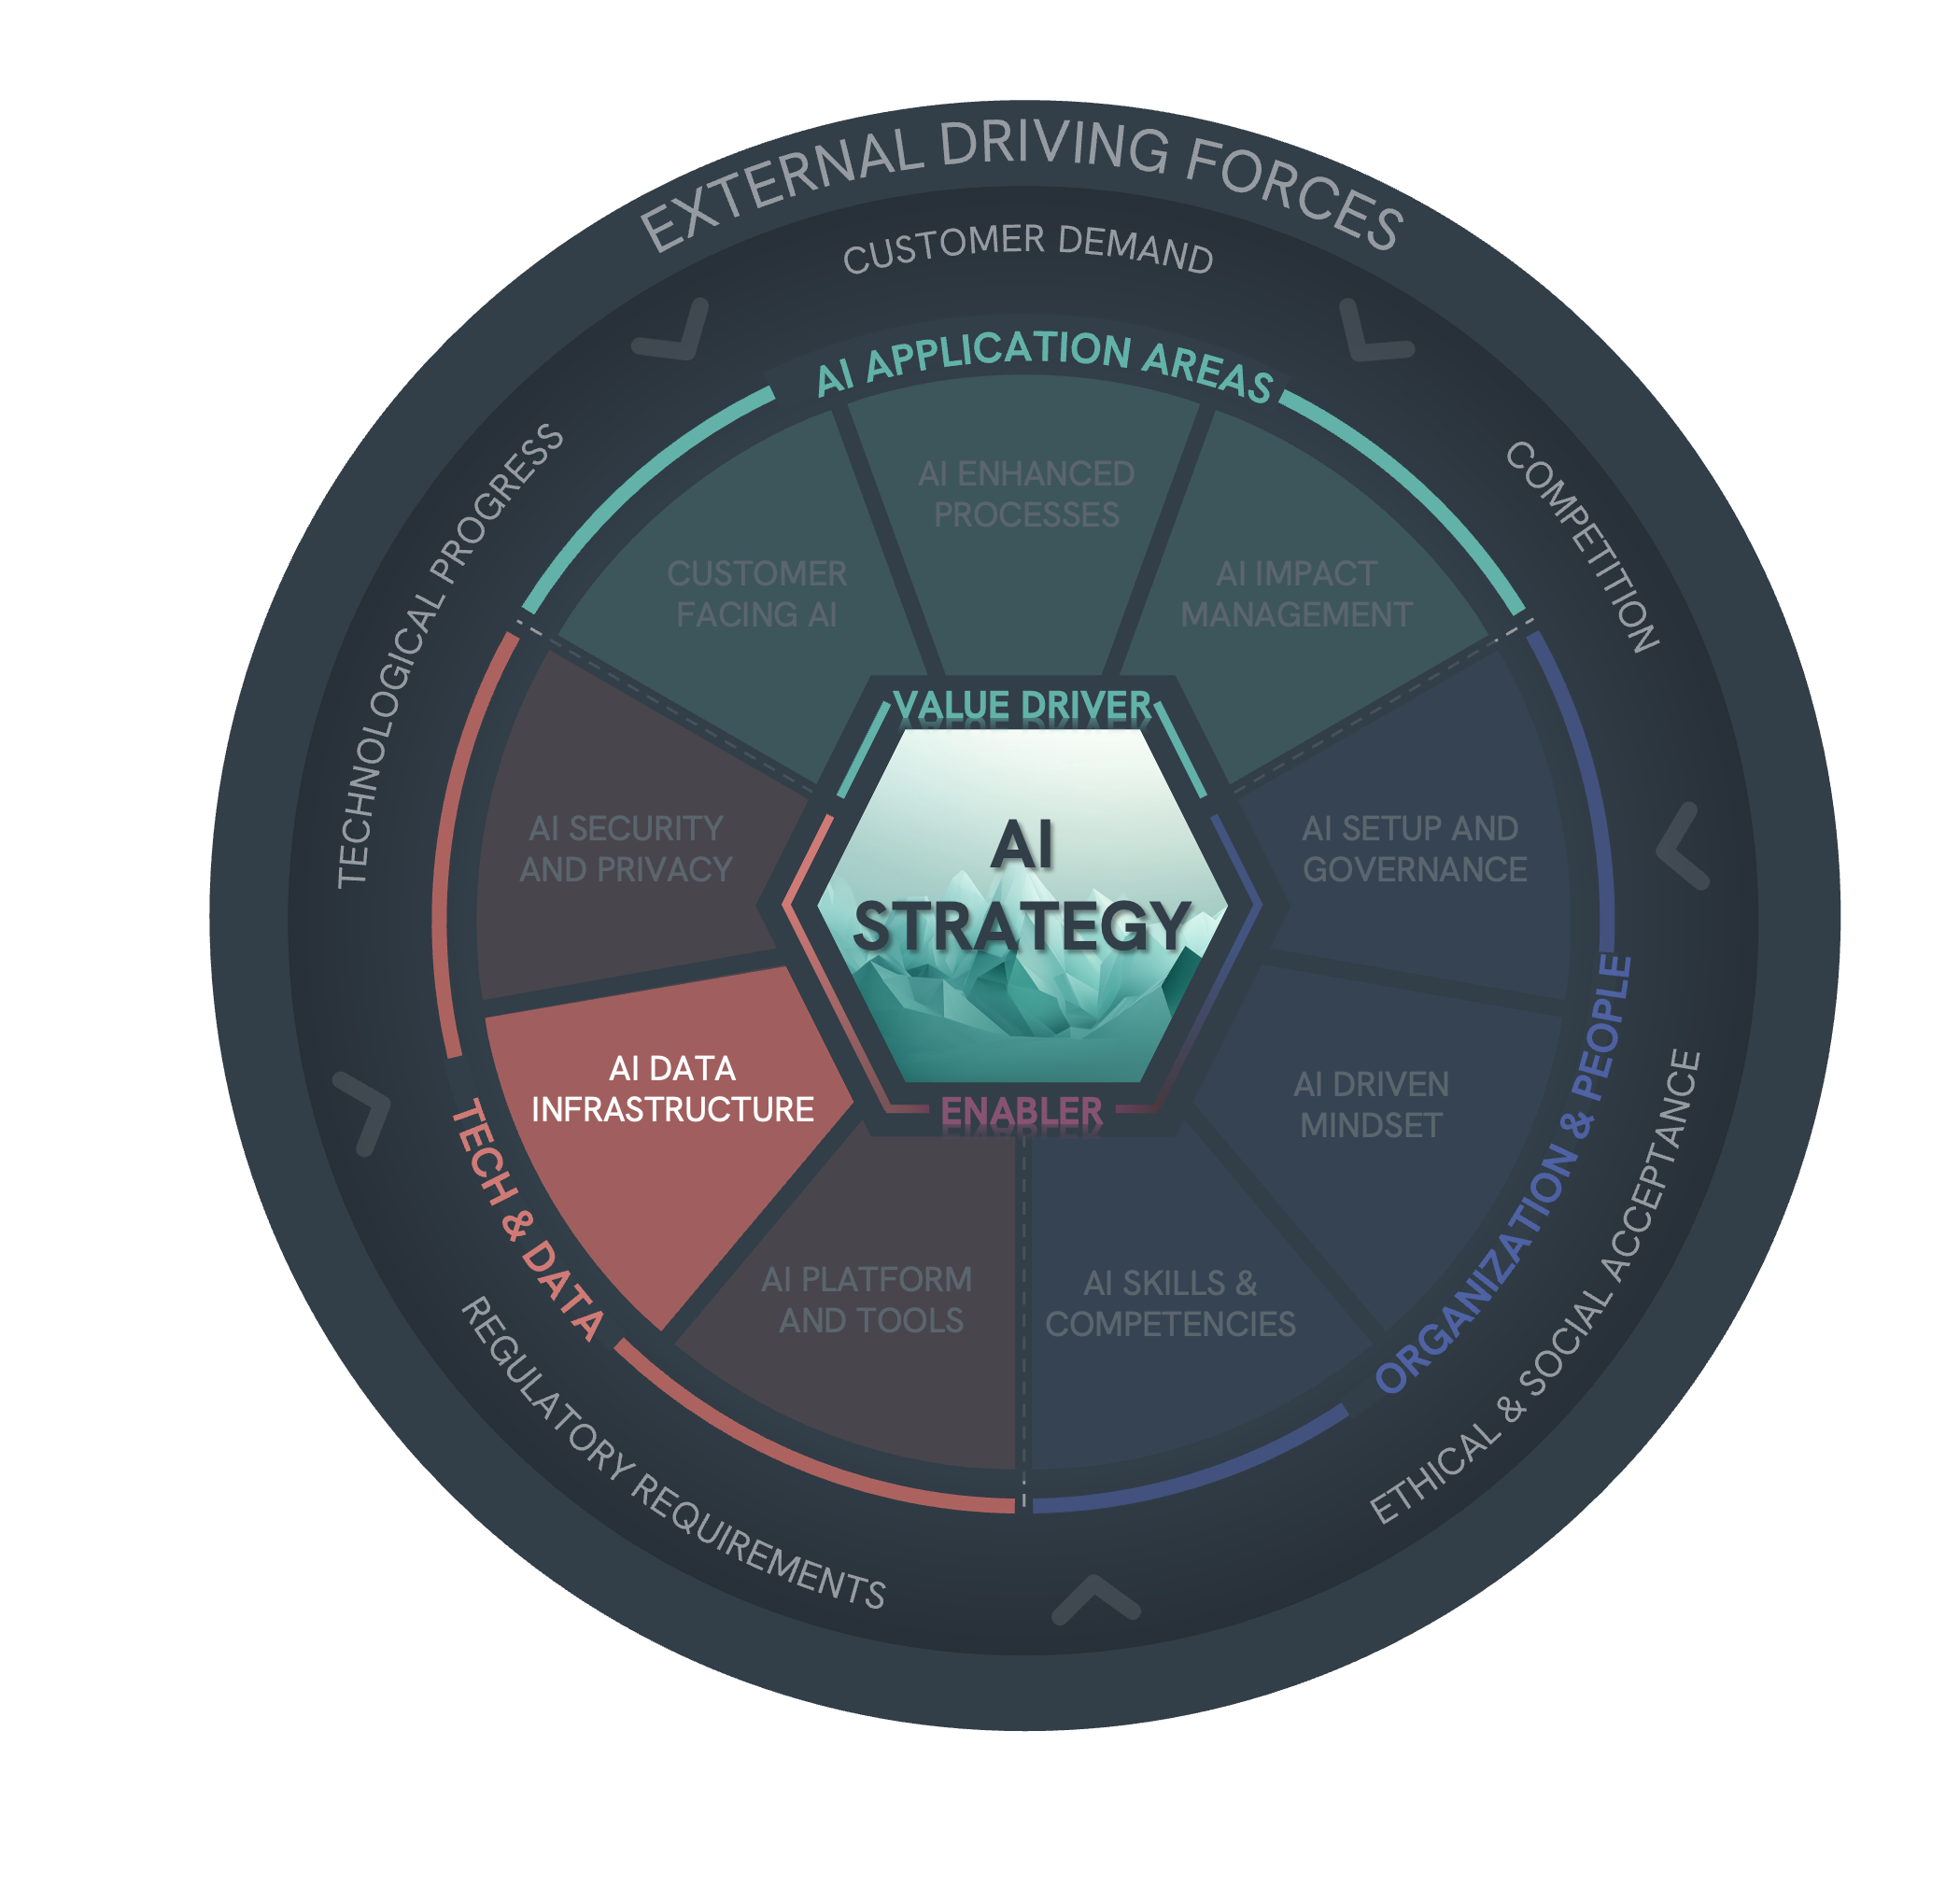 EXTERNAL DRIVING FORCES
CUSTOMER DEMAND
COMPETITION
ETHICAL & SOCIAL ACCEPTANCE
REGULATORY REQUIREMENTS
TECHNOLOGICAL PROGRESS
AI APPLICATION AREAS
CUSTOMER
FACING AI
AI ENHANCED
PROCESSES
AI IMPACT
MANAGEMENT
ORGANIZATION & PEOPLE
AI SETUP AND
GOVERNANCE
AI DRIVEN
MINDSET
AI SKILLS &
COMPETENCIES
TECH & DATA
AI PLATFORM
AND TOOLS
AI DATA
INFRASTRUCTURE
AI SECURITY
AND PRIVACY
VALUE DRIVER
AI
STRATEGY
ENABLER